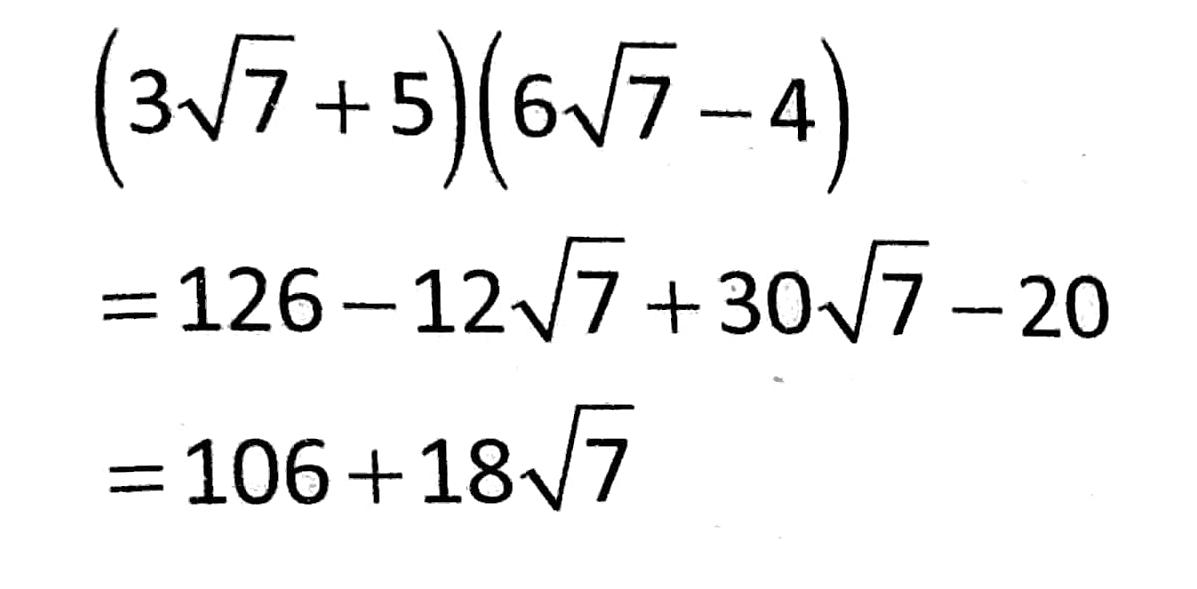 (3√7 + 5)(6√7 − 4)
= 126 − 12√7 + 30√7 − 20
= 106 + 18√7